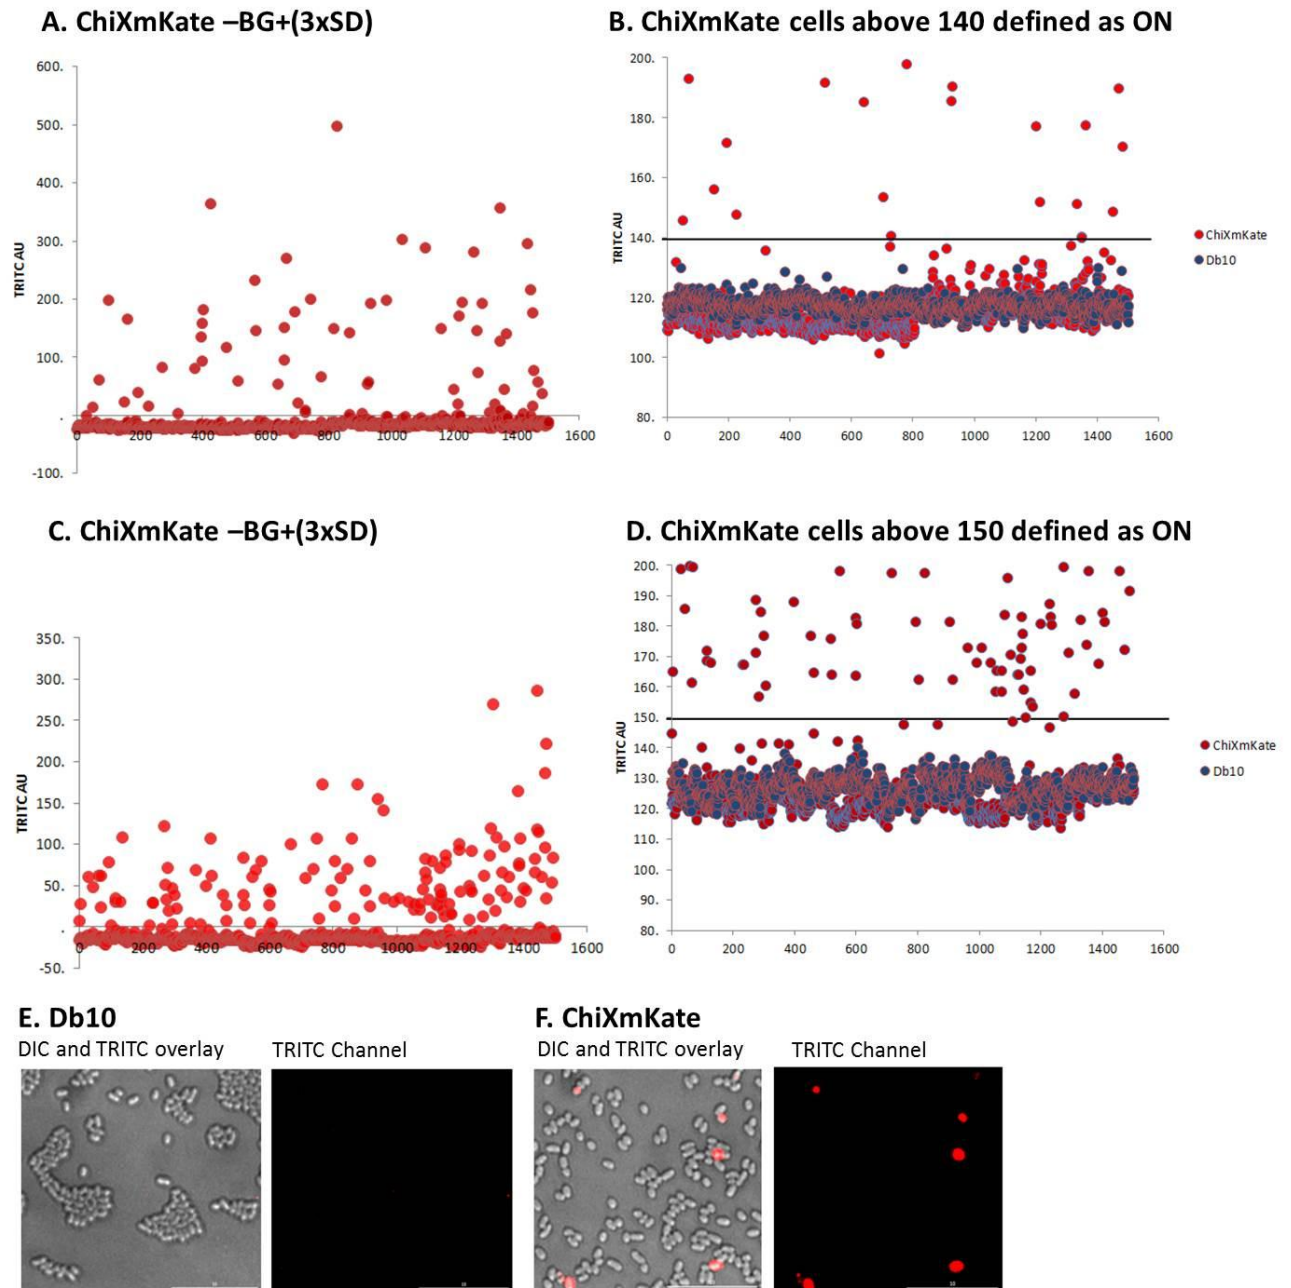 A. ChiXmKate –BG+(3xSD)
B. ChiXmKate cells above 140 defined as ON
600.
500.
400.
300.
200.
100.
.
-100.
TRITC AU
0 200 400 600 800 1000 1200 1400 1600
200.
180.
160.
140.
120.
100.
80.
TRITC AU
0 200 400 600 800 1000 1200 1400 1600
ChiXmKate
Db10
C. ChiXmKate –BG+(3xSD)
D. ChiXmKate cells above 150 defined as ON
350.
300.
250.
200.
150.
100.
50.
.
-50.
TRITC AU
0 200 400 600 800 1000 1200 1400 1600
200.
190.
180.
170.
160.
150.
140.
130.
120.
110.
100.
90.
80.
TRITC AU
0 200 400 600 800 1000 1200 1400 1600
ChiXmKate
Db10
E. Db10
F. ChiXmKate
DIC and TRITC overlay TRITC Channel
DIC and TRITC overlay TRITC Channel